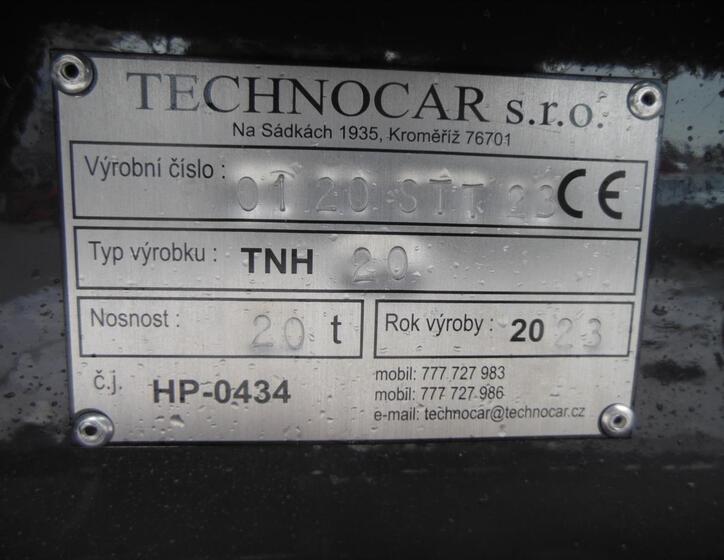 TECHNOCAR s.r.o.
Na Sádkách 1935, Kroměříž 76701
Výrobní číslo : 01 20 STT 23 CE
Typ výrobku : TNH 20
Nosnost : 20 t
Rok výroby : 2023
č.j. HP-0434
mobil: 777 727 983
mobil: 777 727 986
e-mail: technocar@technocar.cz